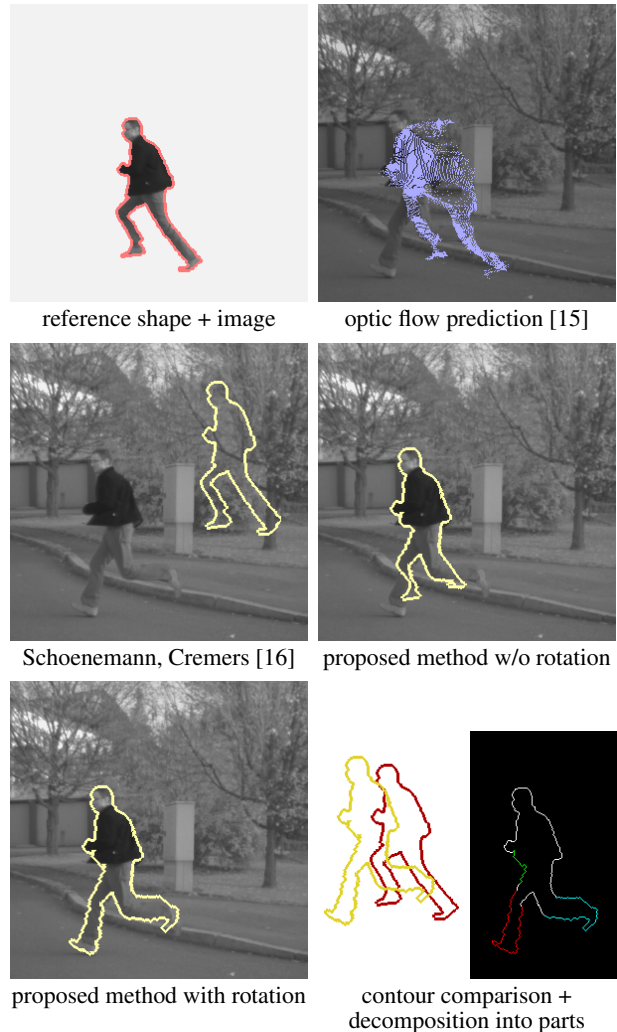 reference shape + image
optic flow prediction [15]
Schoenemann, Cremers [16]
proposed method w/o rotation
proposed method with rotation
contour comparison +
decomposition into parts